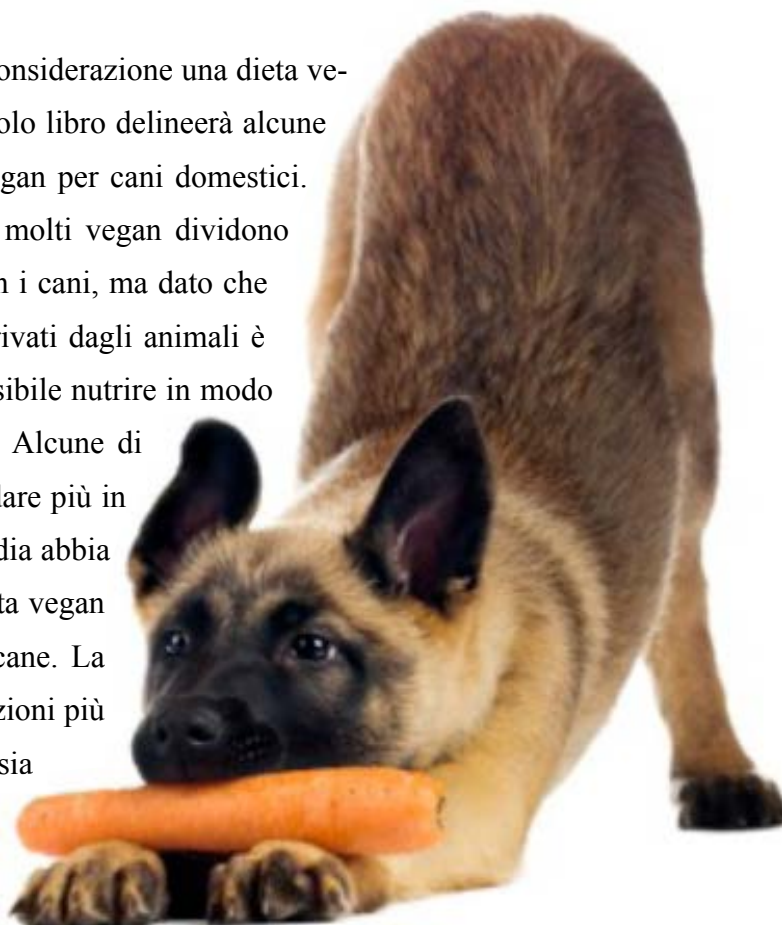 onsiderazione una dieta ve-
olo libro delineerà alcune
gan per cani domestici.
molti vegan dividono
n i cani, ma dato che
ivati dagli animali è
sibile nutrire in modo
Alcune di
lare più in
dia abbia
ta vegan
cane. La
zioni più
sia